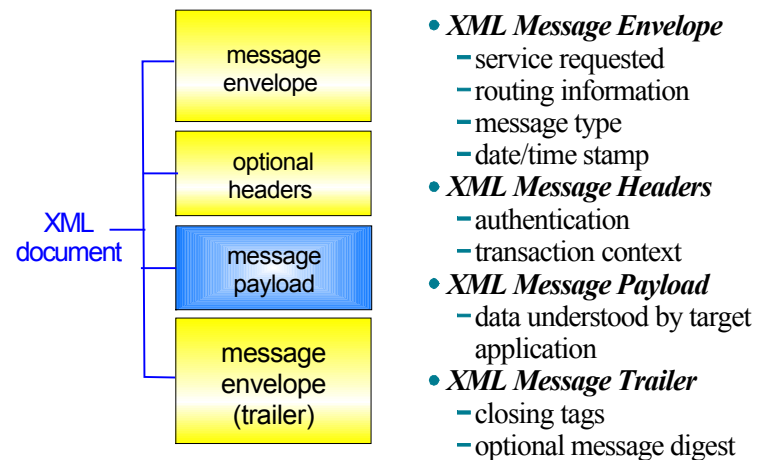 message
envelope
optional
headers
XML
document
message
payload
message
envelope
(trailer)
• XML Message Envelope
– service requested
– routing information
– message type
– date/time stamp
• XML Message Headers
– authentication
– transaction context
• XML Message Payload
– data understood by target
application
• XML Message Trailer
– closing tags
– optional message digest